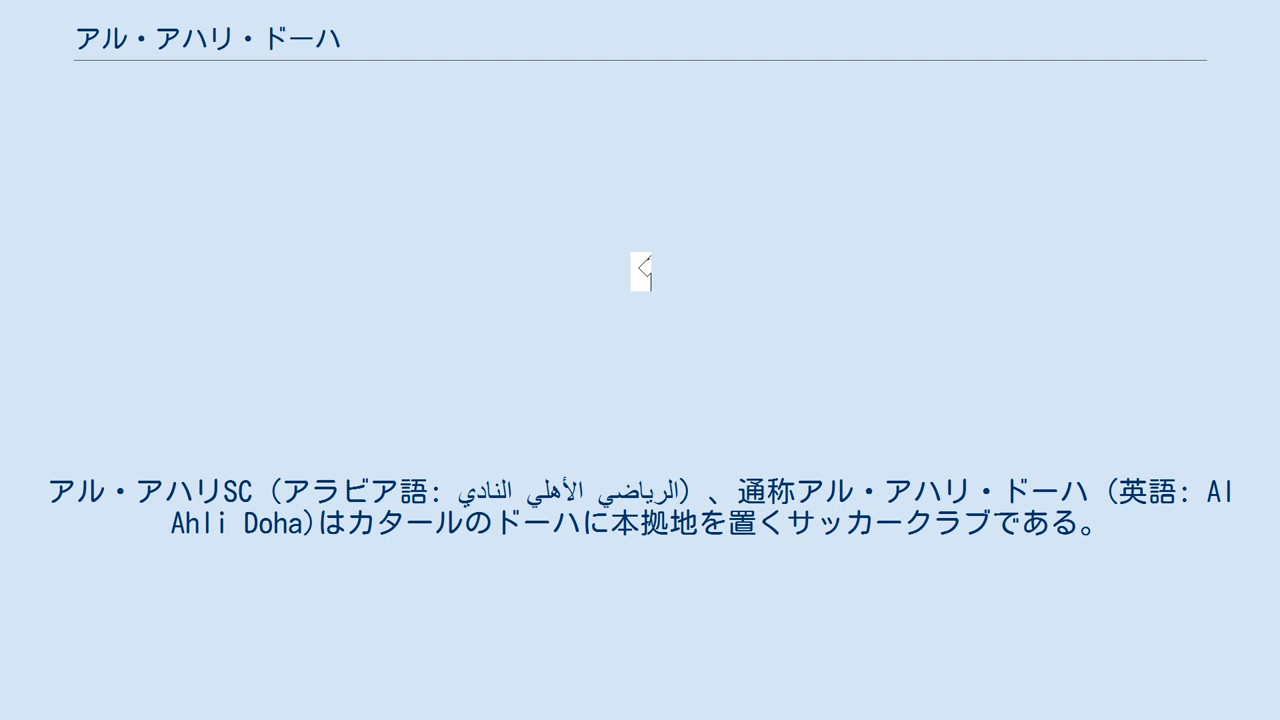 アル・アハリ・ドーハ
アル・アハリSC（アラビア語: النادي الأهلي الرياضي）、通称アル・アハリ・ドーハ（英語: Al
Ahli Doha)はカタールのドーハに本拠地を置くサッカークラブである。